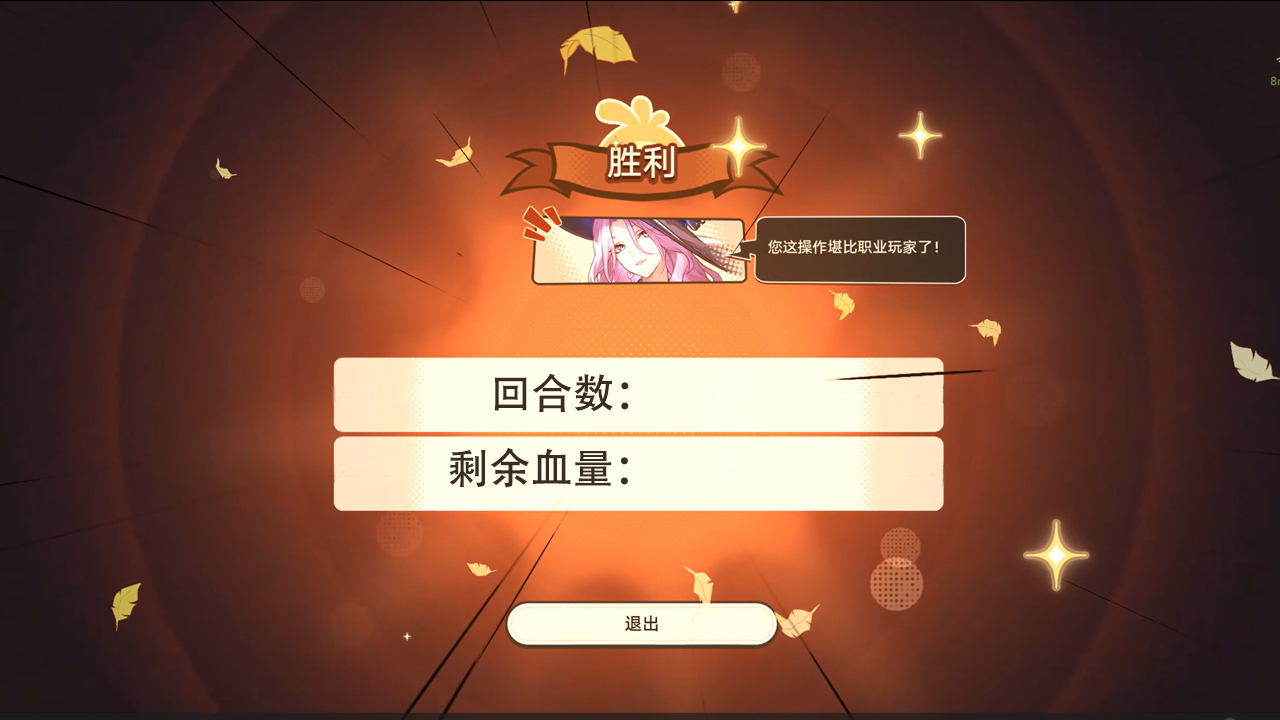 胜利
您这操作堪比职业玩家了！
回合数：
剩余血量：
退出